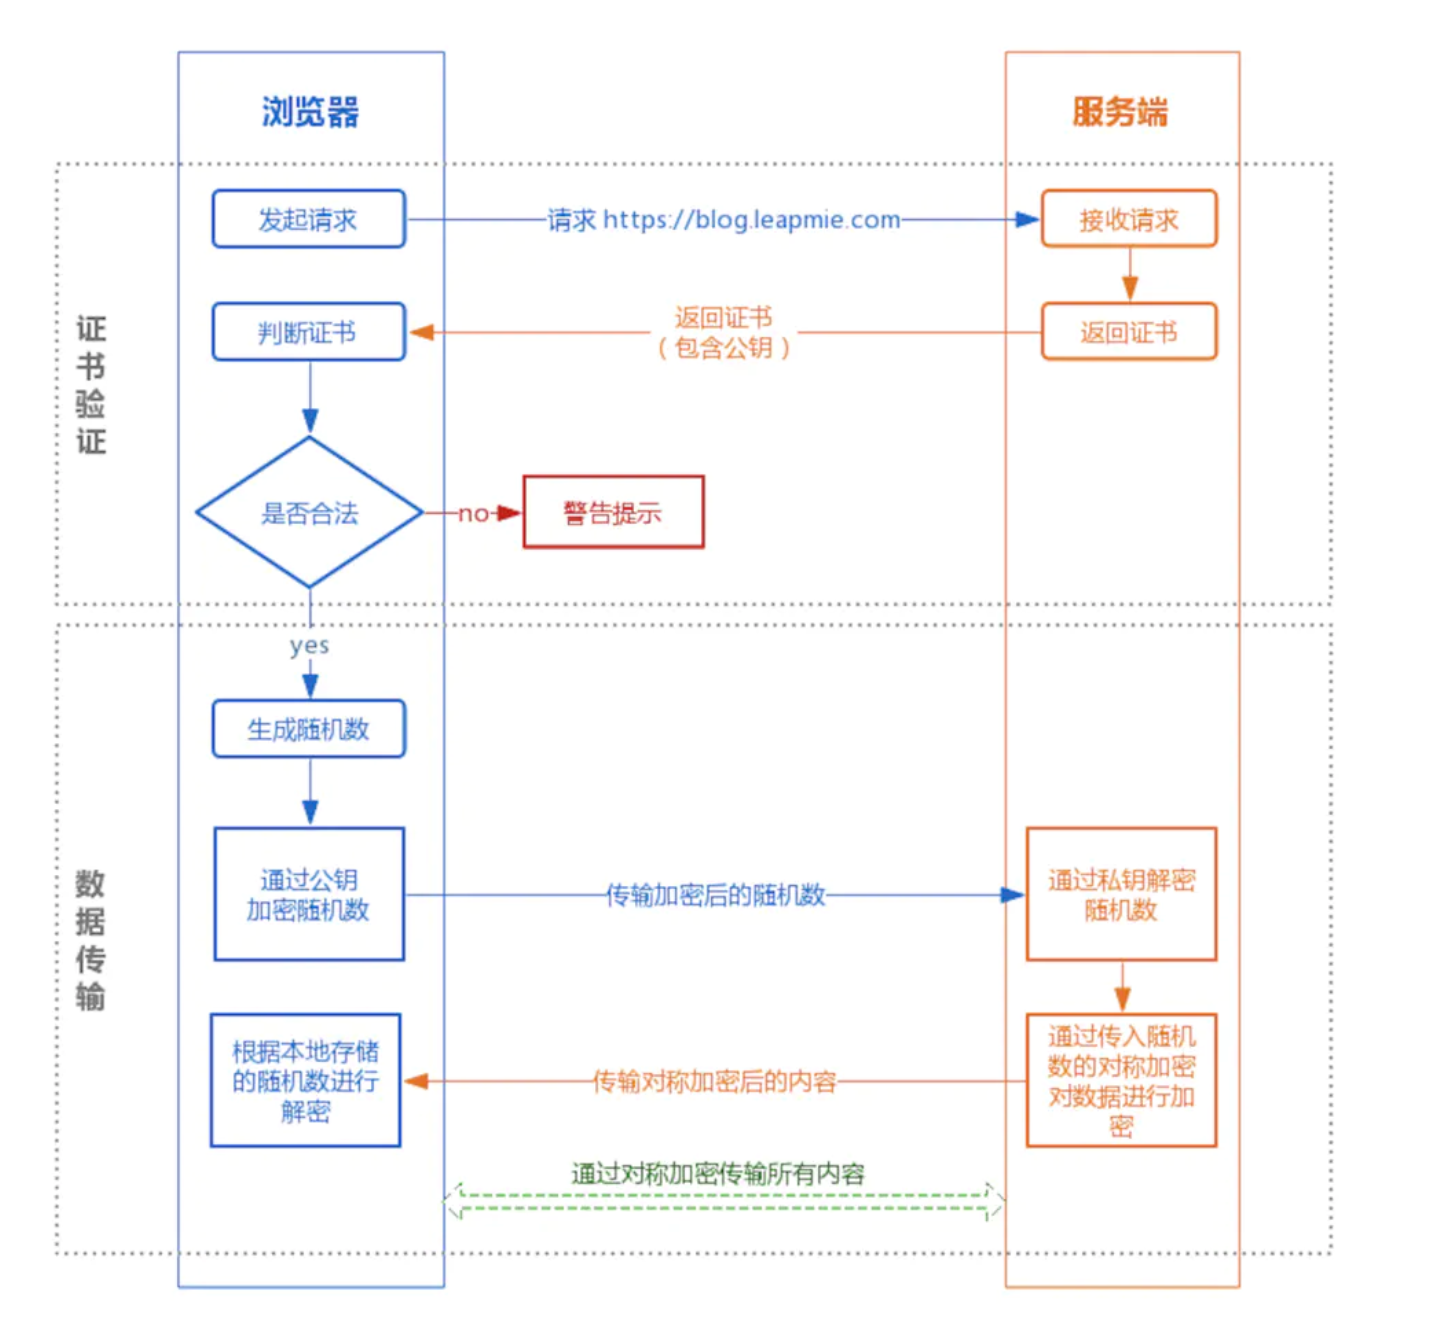 浏览器
服务端
证书验证
发起请求
请求 https://blog.leapmie.com
接收请求
判断证书
返回证书
（包含公钥）
返回证书
是否合法
no
警告提示
yes
数据传输
生成随机数
通过公钥
加密随机数
传输加密后的随机数
通过私钥解密
随机数
根据本地存储
的随机数进行
解密
传输对称加密后的内容
通过传入随机
数的对称加密
对数据进行加
密
通过对称加密传输所有内容